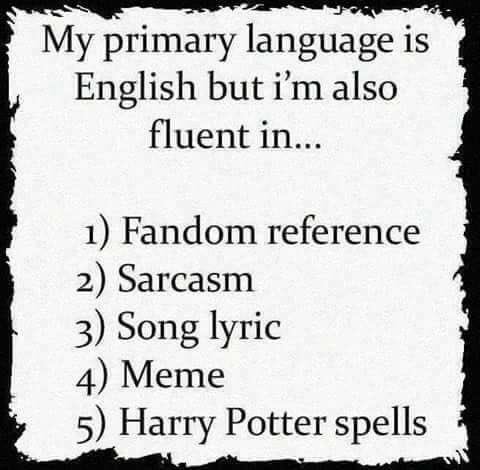 My primary language is
English but i'm also
fluent in...
1) Fandom reference
2) Sarcasm
3) Song lyric
4) Meme
5) Harry Potter spells